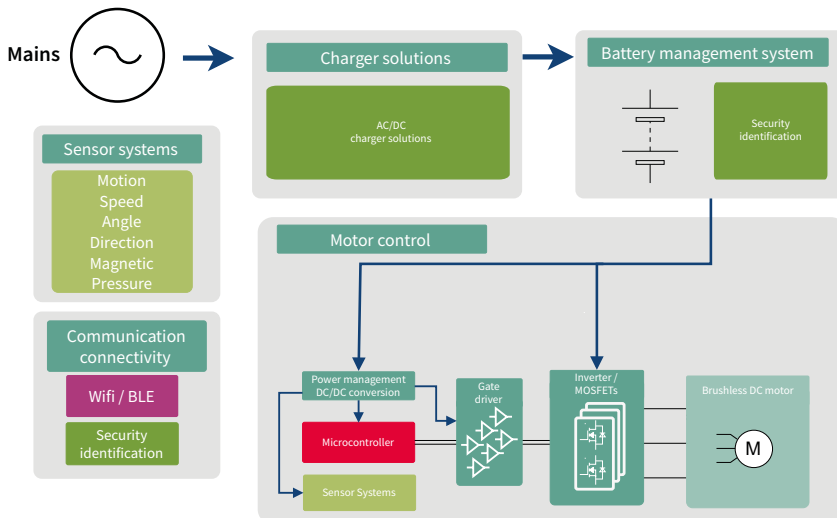 Mains
Charger solutions
AC/DC
charger solutions
Battery management system
Security
identification
Sensor systems
Motion
Speed
Angle
Direction
Magnetic
Pressure
Communication
connectivity
Wifi / BLE
Security
identification
Motor control
Power management
DC/DC conversion
Microcontroller
Sensor Systems
Gate
driver
Inverter /
MOSFETs
Brushless DC motor
M